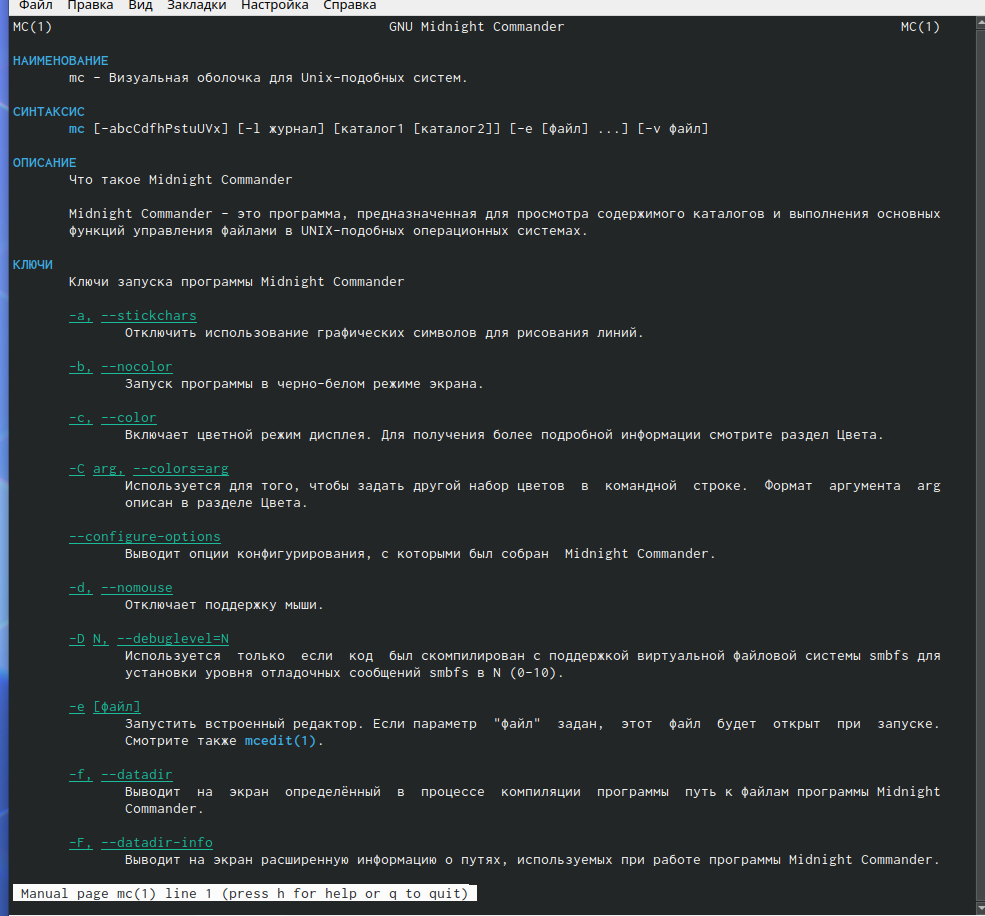 Файл Правка Вид Закладки Настройка Справка
MC(1) GNU Midnight Commander MC(1)
НАИМЕНОВАНИЕ
mc - Визуальная оболочка для Unix-подобных систем.
СИНТАКСИС
mc [-abcCdfhPstuUVx] [-l журнал] [каталог1 [каталог2]] [-e [файл] ...] [-v файл]
ОПИСАНИЕ
Что такое Midnight Commander
Midnight Commander - это программа, предназначенная для просмотра содержимого каталогов и выполнения основных
функций управления файлами в UNIX-подобных операционных системах.
КЛЮЧИ
Ключи запуска программы Midnight Commander
-a, --stickchars
Отключить использование графических символов для рисования линий.
-b, --nocolor
Запуск программы в черно-белом режиме экрана.
-c, --color
Включает цветной режим дисплея. Для получения более подробной информации смотрите раздел Цвета.
-C arg, --colors=arg
Используется для того, чтобы задать другой набор цветов в командной строке. Формат аргумента arg
описан в разделе Цвета.
--configure-options
Выводит опции конфигурирования, с которыми был собран Midnight Commander.
-d, --nomouse
Отключает поддержку мыши.
-D N, --debuglevel=N
Используется только если код был скомпилирован с поддержкой виртуальной файловой системы smbfs для
установки уровня отладочных сообщений smbfs в N (0-10).
-e [файл]
Запустить встроенный редактор. Если параметр "файл" задан, этот файл будет открыт при запуске.
Смотрите также mcedit(1).
-f, --datadir
Выводит на экран определённый в процессе компиляции программы путь к файлам программы Midnight
Commander.
-F, --datadir-info
Выводит на экран расширенную информацию о путях, используемых при работе программы Midnight Commander.
Manual page mc(1) line 1 (press h for help or q to quit)